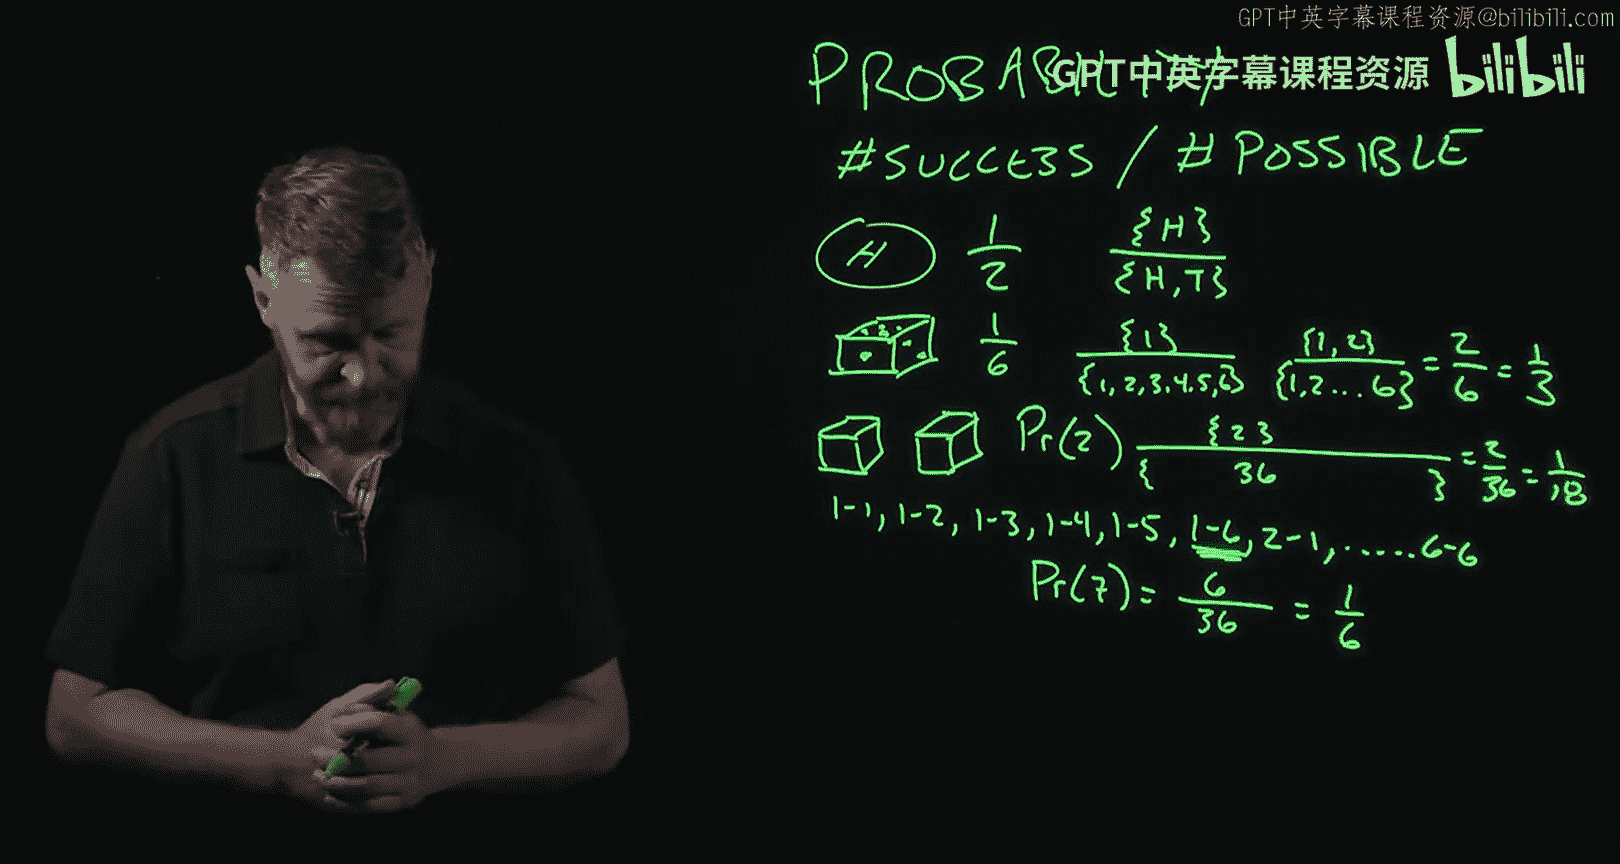 GPT中英字幕课程资源@bilibili.com
GPT中英字幕课程资源 bilibili
#SUCCESS / # POSSIBLE
H 1/2 {H}/{H,T}
1/6 {1}/{1,2,3,4,5,6} {1,2}/{1,2...6} = 2/6 = 1/3
Pr(2) {2}/{36} = 2/36 = 1/18
1-1, 1-2, 1-3, 1-4, 1-5, 1-6, 2-1, ......6-6
Pr(7) = 6/36 = 1/6